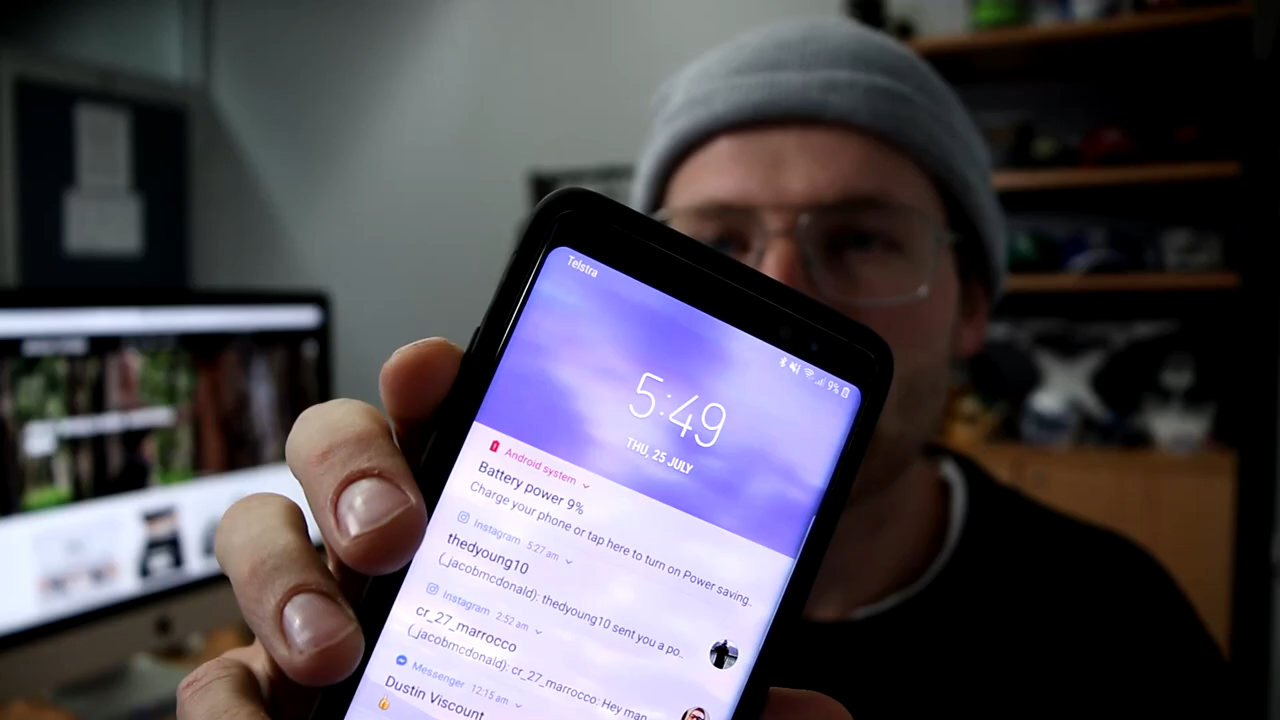 Telstra
9%
5:49
THU, 25 JULY
Android system
Battery power 9%
Charge your phone or tap here to turn on Power saving..
Instagram 5:27 am
thedyoung10
(_jacobmcdonald): thedyoung10 sent you a po..
Instagram 2:52 am
cr_27_marrocco
(_jacobmcdonald): cr_27_marrocco: Hey man
Messenger 12:15 am
Dustin Viscount